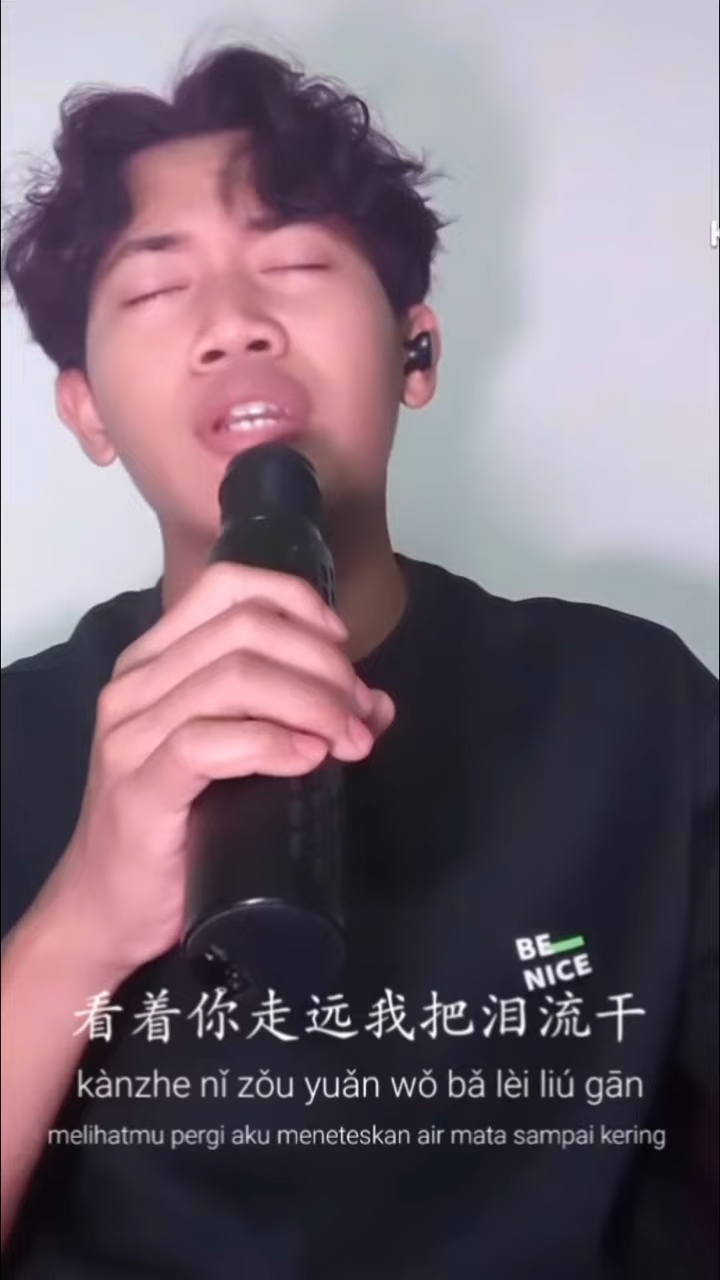 BE
NICE
看着你走远我把泪流干
kànzhe nǐ zǒu yuǎn wǒ bǎ lèi liú gān
melihatmu pergi aku meneteskan air mata sampai kering